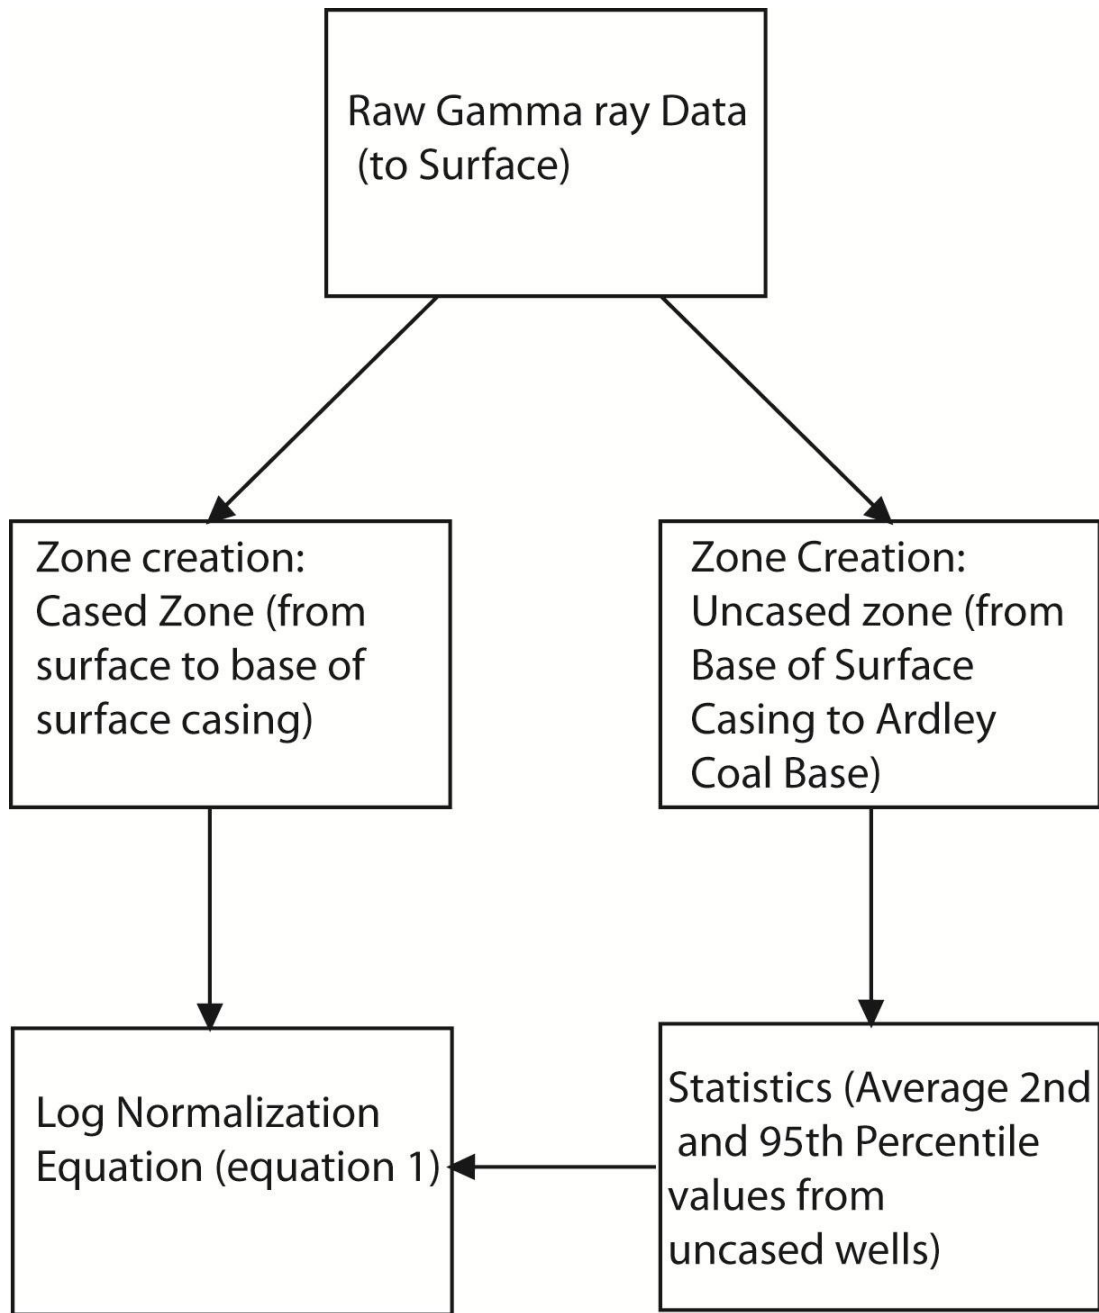 Raw Gamma ray Data
(to Surface)
Zone creation:
Cased Zone (from
surface to base of
surface casing)
Zone Creation:
Uncased zone (from
Base of Surface
Casing to Ardley
Coal Base)
Log Normalization
Equation (equation 1)
Statistics (Average 2nd
and 95th Percentile
values from
uncased wells)